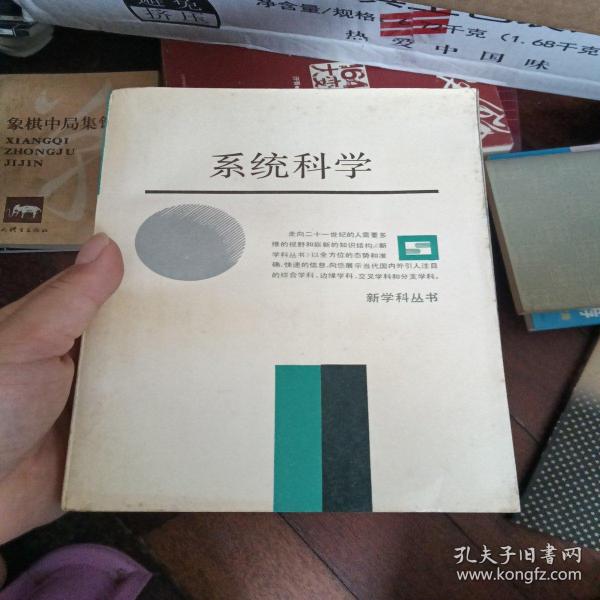 净含量/规格
千克(1.68千克
热爱中国味
挤压
象棋中局集
XIANGQI
ZHONGJU
JIJIN
系统科学
走向二十一世纪的人需要多
维的视野和崭新的知识结构。《新
学科丛书》以全方位的态势和准
确、快速的信息,向您展示当代国内外引人注目
的综合学科、边缘学科、交叉学科和分支学科。
新学科丛书
孔夫子旧书网
www.kongfz.com